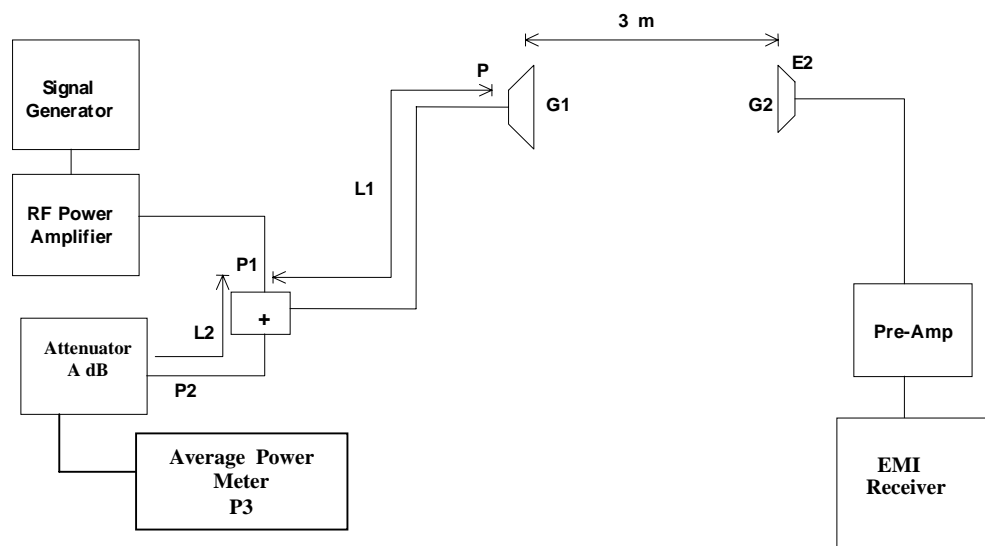 3 m
Signal
Generator
P
G1
E2
G2
L1
RF Power
Amplifier
P1
+
L2
Attenuator
A dB
P2
Pre-Amp
Average Power
Meter
P3
EMI
Receiver